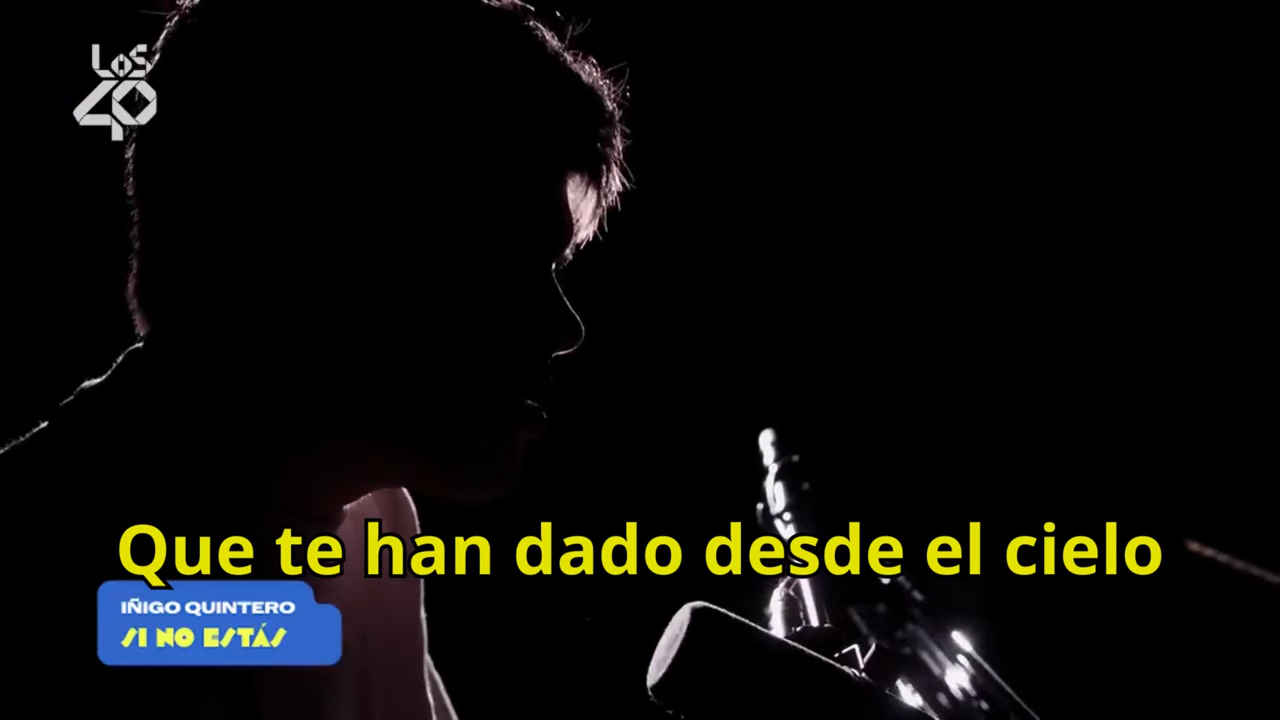 LOS
40
Que te han dado desde el cielo
IÑIGO QUINTERO
SI NO ESTÁS